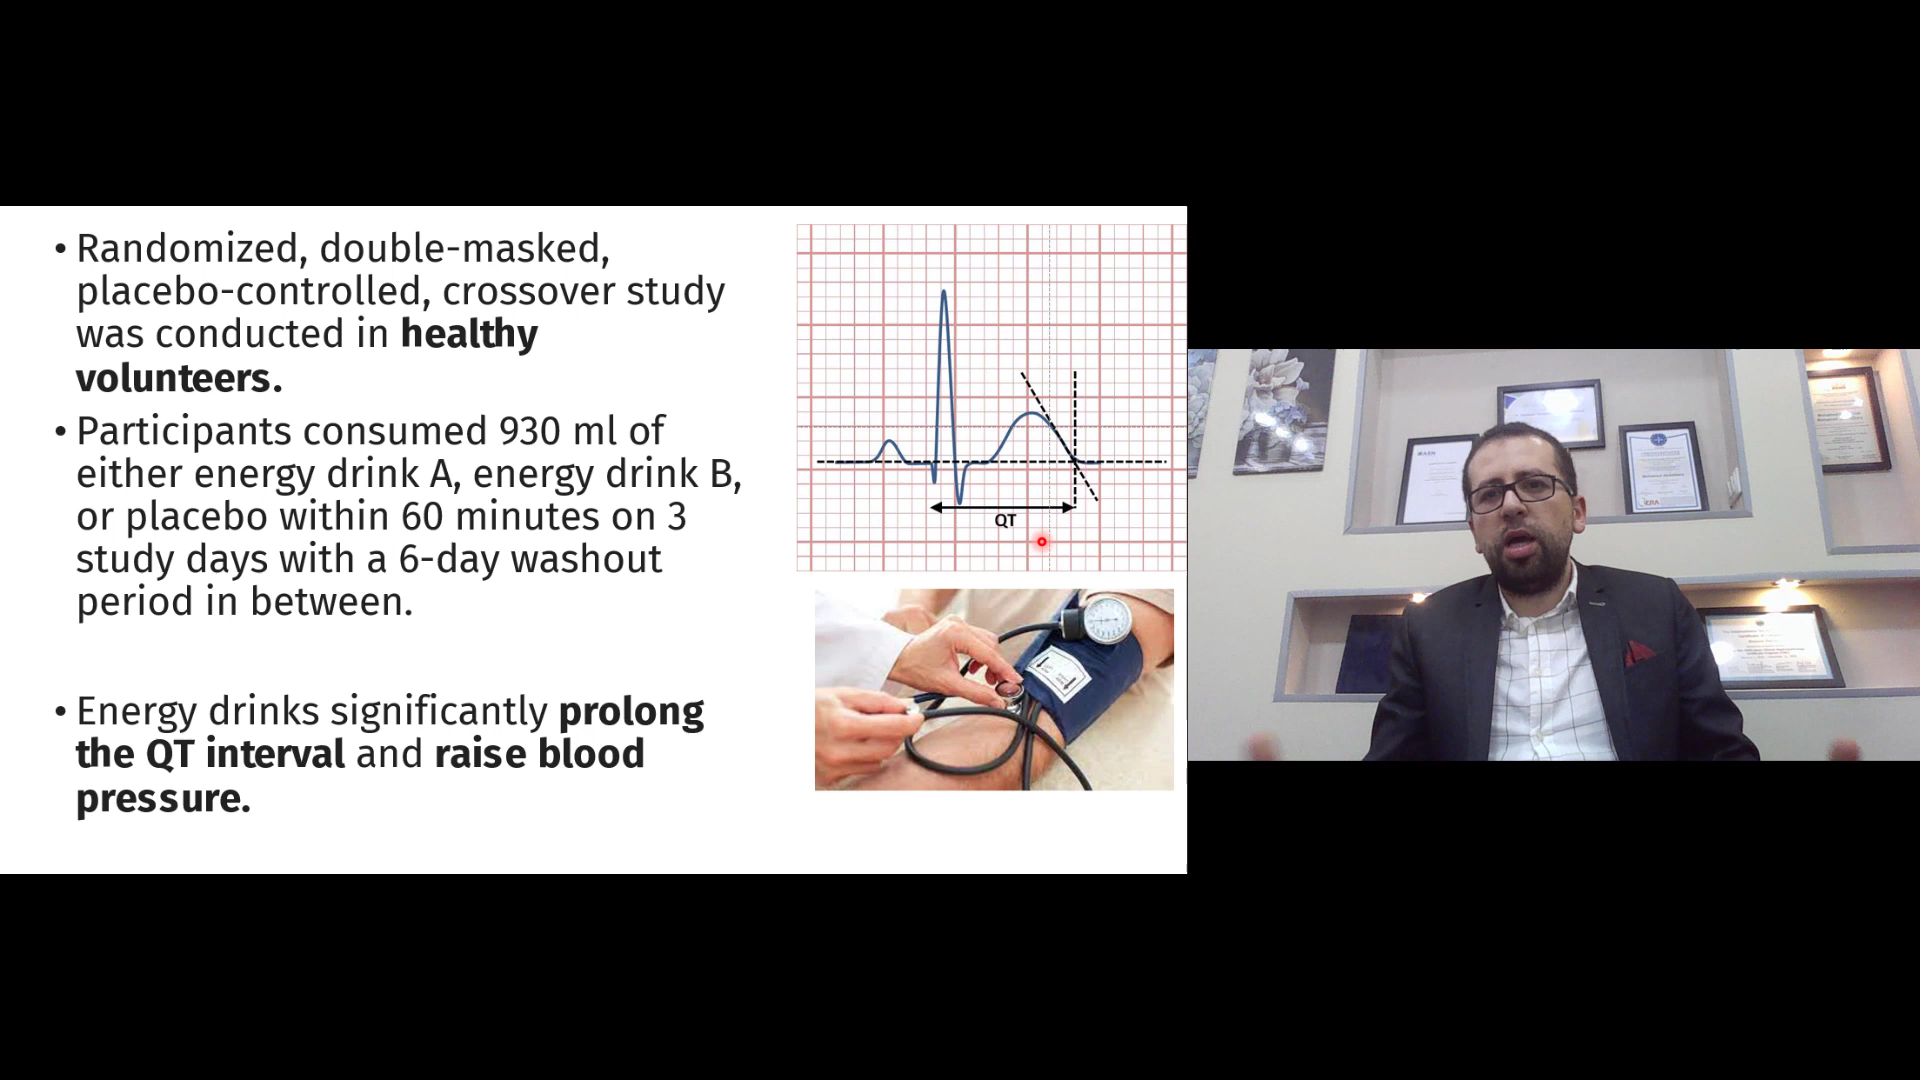 • Randomized, double-masked,
placebo-controlled, crossover study
was conducted in healthy
volunteers.
• Participants consumed 930 ml of
either energy drink A, energy drink B,
or placebo within 60 minutes on 3
study days with a 6-day washout
period in between.
• Energy drinks significantly prolong
the QT interval and raise blood
pressure.
QT
ASN
ERA